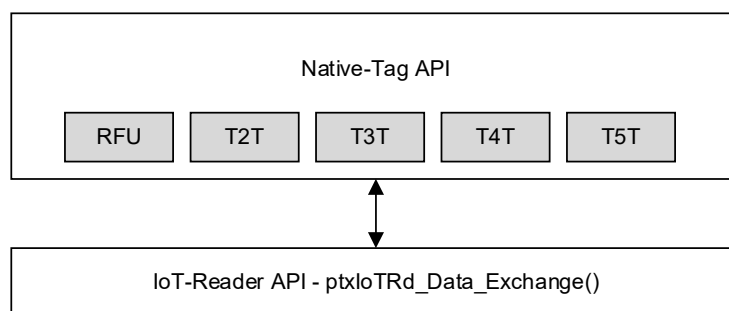 Native-Tag API
RFU T2T T3T T4T T5T
IoT-Reader API - ptxIoTRd_Data_Exchange()